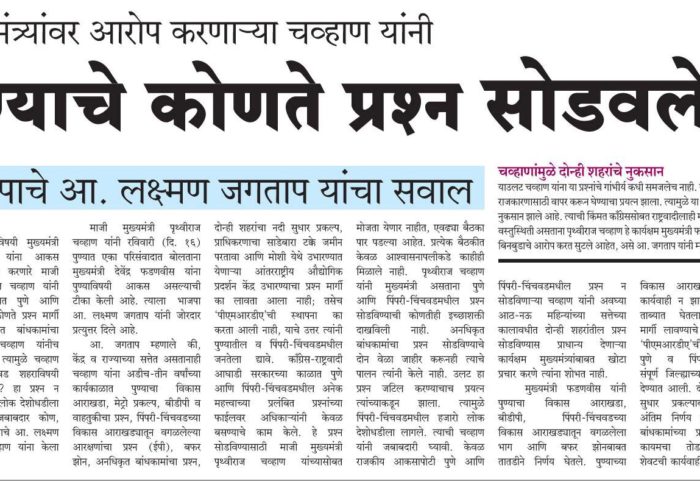 मंत्र्यांवर आरोप करणाऱ्या चव्हाण यांनी
ण्याचे कोणते प्रश्न सोडवले
पाचे आ. लक्ष्मण जगताप यांचा सवाल
चव्हाणांमुळे दोन्ही शहरांचे नुकसान
याउलट चव्हाण यांना या प्रश्नांचे गांभीर्य कधी समजलेच नाही.
राजकारणासाठी वापर करून घेण्याचा प्रयत्न झाला. त्यामुळे या
नुकसान झाले आहे. त्याची किंमत काँग्रेससोबत राष्ट्रवादीलाही म
वस्तुस्थिती असताना पृथ्वीराज चव्हाण हे कार्यक्षम मुख्यमंत्री फ
बिनबुडाचे आरोप करत सुटले आहेत, असे आ. जगताप यांनी म
विषयी मुख्यमंत्री
यांना आकस
करणारे माजी
चव्हाण यांनी
पुणे आणि
कोणते प्रश्न मार्गी
बांधकामांचा
चव्हाण यांनीच
त्यामुळे चव्हाण
शहराविषयी
? हा प्रश्न न
लोक देशोधडीला
जबाबदार कोण,
आ. लक्ष्मण
व्हाण यांना केला
माजी मुख्यमंत्री पृथ्वीराज
चव्हाण यांनी रविवारी (दि. १६)
पुण्यात एका परिसंवादात बोलताना
मुख्यमंत्री देवेंद्र फडणवीस यांना
पुण्याविषयी आकस असल्याची
टीका केली आहे. त्याला भाजपा
आ. लक्ष्मण जगताप यांनी जोरदार
प्रत्युत्तर दिले आहे.
आ. जगताप म्हणाले की,
केंद्र व राज्याच्या सत्तेत असतानाही
चव्हाण यांना अडीच-तीन वर्षांच्या
कार्यकाळात पुण्याचा विकास
आराखडा, मेट्रो प्रकल्प, बीडीपी व
वाहतुकीचा प्रश्न, पिंपरी-चिंचवडच्या
विकास आराखड्यातून वगळलेल्या
आरक्षणांचा प्रश्न (ईपी), बफर
झोन, अनधिकृत बांधकामांचा प्रश्न,
दोन्ही शहरांचा नदी सुधार प्रकल्प,
प्राधिकरणाचा साडेबारा टक्के जमीन
परतावा आणि मोशी येथे उभारण्यात
येणाऱ्या आंतरराष्ट्रीय औद्योगिक
प्रदर्शन केंद्र उभारण्याचा प्रश्न मार्गी
का लावता आला नाही; तसेच
'पीएमआरडीए'ची स्थापना का
करता आली नाही, याचे उत्तर त्यांनी
पुण्यातील व पिंपरी-चिंचवडमधील
जनतेला द्यावे. काँग्रेस-राष्ट्रवादी
आघाडी सरकारच्या काळात पुणे
आणि पिंपरी-चिंचवडमधील अनेक
महत्त्वाच्या प्रलंबित प्रश्नांच्या
फाईलवर अधिकाऱ्यांनी केवळ
बसण्याचे काम केले. हे प्रश्न
सोडविण्यासाठी माजी मुख्यमंत्री
पृथ्वीराज चव्हाण यांच्यासोबत
मोजता येणार नाहीत, एवढ्या बैठका
पार पडल्या आहेत. प्रत्येक बैठकीत
केवळ आश्वासनापलीकडे काहीही
मिळाले नाही. पृथ्वीराज चव्हाण
यांनी मुख्यमंत्री असताना पुणे
आणि पिंपरी-चिंचवडमधील प्रश्न
सोडविण्याची कोणतीही इच्छाशक्ती
दाखविली नाही. अनधिकृत
बांधकामांचा प्रश्न सोडविण्याचे
दोन वेळा जाहीर करूनही त्याचे
पालन त्यांनी केले नाही. उलट हा
प्रश्न जटिल करण्याचाच प्रयत्न
त्यांच्याकडून झाला. त्यामुळे
पिंपरी-चिंचवडमधील हजारो लोक
देशोधडीला लागले. त्याची चव्हाण
यांनी जबाबदारी घ्यावी. केवळ
राजकीय आकसापोटी पुणे आणि
पिंपरी-चिंचवडमधील प्रश्न न
सोडविणाऱ्या चव्हाण यांनी अवघ्या
आठ-नऊ महिन्यांच्या सत्तेच्या
कालावधीत दोन्ही शहरांतील प्रश्न
सोडविण्यास प्राधान्य देणाऱ्या
कार्यक्षम मुख्यमंत्र्यांबाबत खोटा
प्रचार करणे त्यांना शोभत नाही.
मुख्यमंत्री फडणवीस यांनी
पुण्याचा विकास आराखडा,
बीडीपी, पिंपरी-चिंचवडच्या
विकास आराखड्यातून वगळलेला
भाग आणि बफर झोनबाबत
तातडीने निर्णय घेतले. पुण्याच्या
विकास आराख
कार्यवाही न झा
ताब्यात घेतला
मार्गी लावण्याचे
'पीएमआरडीए'ची
संपूर्ण जिल्ह्याच्य
देण्यात आली. द
सुधार प्रकल्पाच
अंतिम निर्णय
बांधकामांचा प्र
कायमचा तोड
शेवटची कार्यवाही